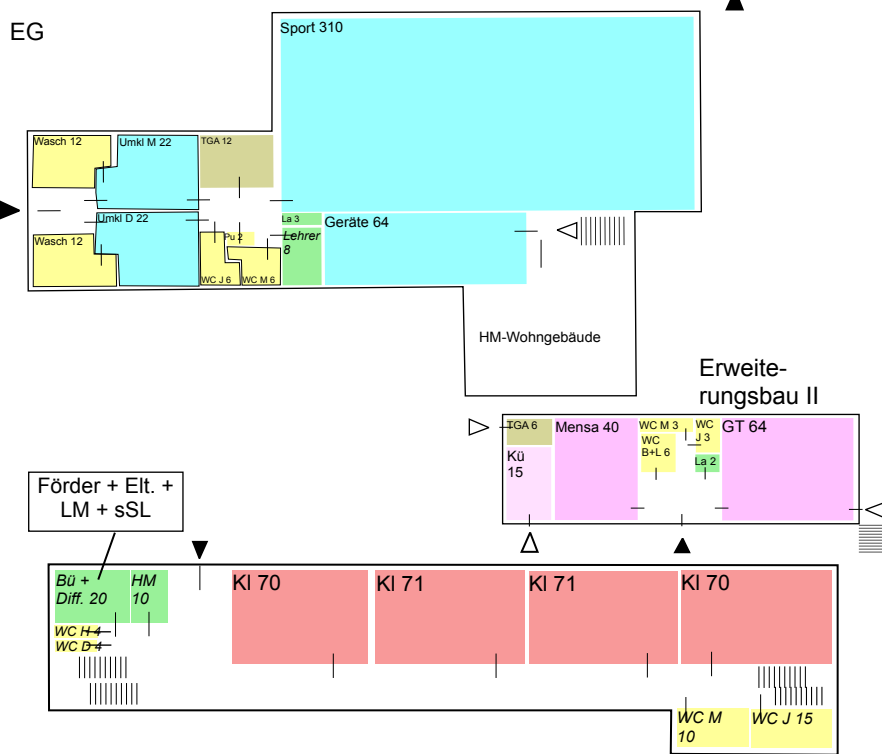 EG
Sport 310
Wasch 12
Umkl M 22
TGA 12
Umkl D 22
La 3
Geräte 64
Wasch 12
Pu 2
Lehrer
8
WC J 6
WC M 6
HM-Wohngebäude
Erweite-
rungsbau II
TGA 6
Mensa 40
WC M 3
WC
J 3
GT 64
WC
B+L 6
Kü
15
La 2
Förder + Elt. +
LM + sSL
Bü +
Diff. 20
HM
10
Kl 70
Kl 71
Kl 71
Kl 70
WC H 4
WC D 4
WC M
10
WC J 15